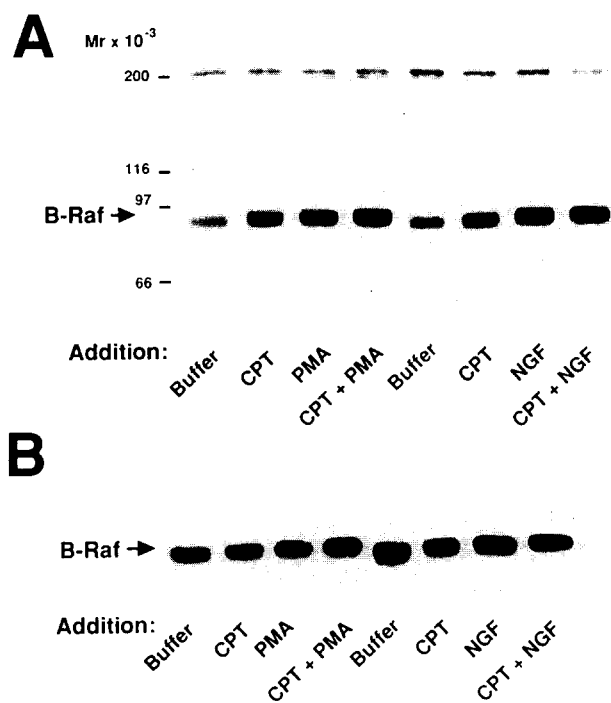 A
Mr x 10-3
200
116
97
B-Raf
66
Addition:
Buffer CPT PMA CPT + PMA Buffer CPT NGF CPT + NGF
B
B-Raf
Addition:
Buffer CPT PMA CPT + PMA Buffer CPT NGF CPT + NGF